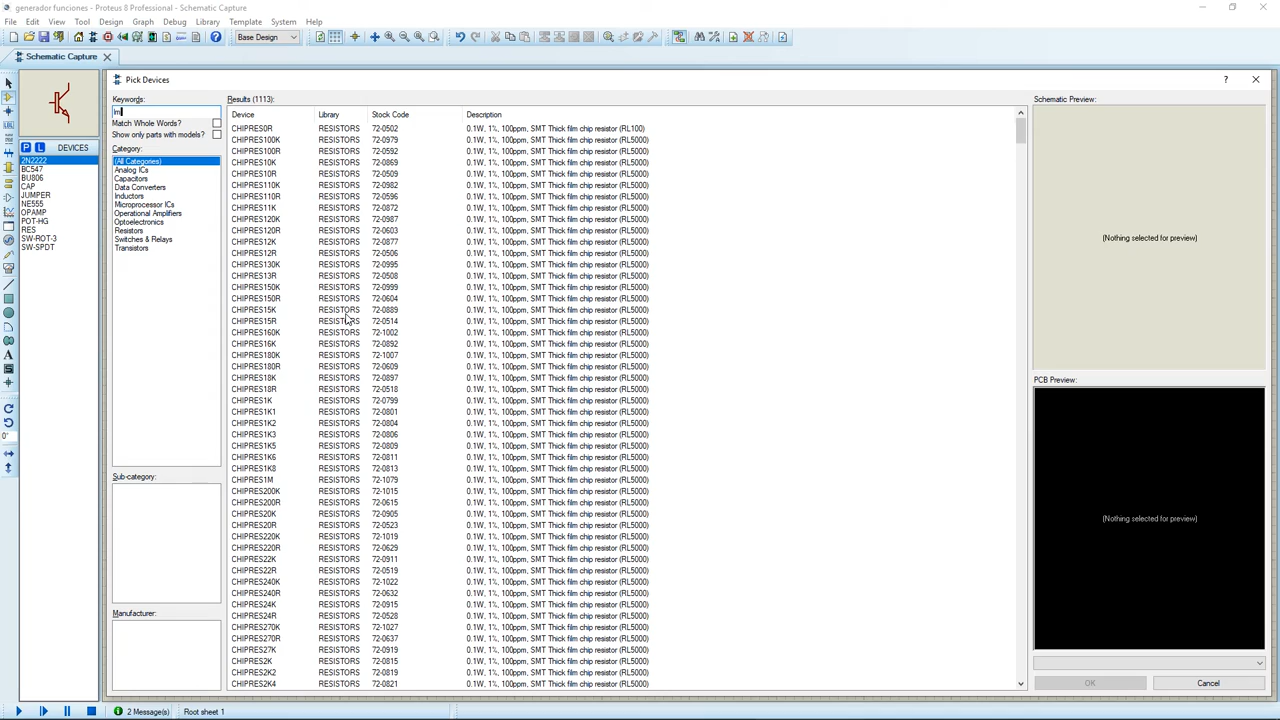 generador funciones - Proteus 8 Professional - Schematic Capture
File Edit View Tool Design Graph Debug Library Template System Help
Base Design
Schematic Capture
Pick Devices
Keywords:
lm
Match Whole Words?
Show only parts with models?
Category:
(All Categories)
Analog ICs
Capacitors
Data Converters
Inductors
Microprocessor ICs
Operational Amplifiers
Optoelectronics
Resistors
Switches & Relays
Transistors
Sub-category:
Manufacturer:
P L DEVICES
2N2222
BC547
BU806
CAP
JUMPER
NE555
OPAMP
POT-HG
RES
SW-ROT-3
SW-SPDT
Results (1113):
Device Library Stock Code Description
CHIPRES0R RESISTORS 72-0502 0.1W, 1%, 100ppm, SMT Thick film chip resistor (RL100)
CHIPRES100K RESISTORS 72-0979 0.1W, 1%, 100ppm, SMT Thick film chip resistor (RL5000)
CHIPRES100R RESISTORS 72-0592 0.1W, 1%, 100ppm, SMT Thick film chip resistor (RL5000)
CHIPRES10K RESISTORS 72-0869 0.1W, 1%, 100ppm, SMT Thick film chip resistor (RL5000)
CHIPRES10R RESISTORS 72-0509 0.1W, 1%, 100ppm, SMT Thick film chip resistor (RL5000)
CHIPRES110K RESISTORS 72-0982 0.1W, 1%, 100ppm, SMT Thick film chip resistor (RL5000)
CHIPRES110R RESISTORS 72-0596 0.1W, 1%, 100ppm, SMT Thick film chip resistor (RL5000)
CHIPRES11K RESISTORS 72-0872 0.1W, 1%, 100ppm, SMT Thick film chip resistor (RL5000)
CHIPRES120K RESISTORS 72-0987 0.1W, 1%, 100ppm, SMT Thick film chip resistor (RL5000)
CHIPRES120R RESISTORS 72-0603 0.1W, 1%, 100ppm, SMT Thick film chip resistor (RL5000)
CHIPRES12K RESISTORS 72-0877 0.1W, 1%, 100ppm, SMT Thick film chip resistor (RL5000)
CHIPRES12R RESISTORS 72-0506 0.1W, 1%, 100ppm, SMT Thick film chip resistor (RL5000)
CHIPRES130K RESISTORS 72-0995 0.1W, 1%, 100ppm, SMT Thick film chip resistor (RL5000)
CHIPRES13R RESISTORS 72-0508 0.1W, 1%, 100ppm, SMT Thick film chip resistor (RL5000)
CHIPRES150K RESISTORS 72-0999 0.1W, 1%, 100ppm, SMT Thick film chip resistor (RL5000)
CHIPRES150R RESISTORS 72-0604 0.1W, 1%, 100ppm, SMT Thick film chip resistor (RL5000)
CHIPRES15K RESISTORS 72-0889 0.1W, 1%, 100ppm, SMT Thick film chip resistor (RL5000)
CHIPRES15R RESISTORS 72-0514 0.1W, 1%, 100ppm, SMT Thick film chip resistor (RL5000)
CHIPRES160K RESISTORS 72-1002 0.1W, 1%, 100ppm, SMT Thick film chip resistor (RL5000)
CHIPRES16K RESISTORS 72-0892 0.1W, 1%, 100ppm, SMT Thick film chip resistor (RL5000)
CHIPRES180K RESISTORS 72-1007 0.1W, 1%, 100ppm, SMT Thick film chip resistor (RL5000)
CHIPRES180R RESISTORS 72-0609 0.1W, 1%, 100ppm, SMT Thick film chip resistor (RL5000)
CHIPRES18K RESISTORS 72-0897 0.1W, 1%, 100ppm, SMT Thick film chip resistor (RL5000)
CHIPRES18R RESISTORS 72-0518 0.1W, 1%, 100ppm, SMT Thick film chip resistor (RL5000)
CHIPRES1K RESISTORS 72-0799 0.1W, 1%, 100ppm, SMT Thick film chip resistor (RL5000)
CHIPRES1K1 RESISTORS 72-0801 0.1W, 1%, 100ppm, SMT Thick film chip resistor (RL5000)
CHIPRES1K2 RESISTORS 72-0804 0.1W, 1%, 100ppm, SMT Thick film chip resistor (RL5000)
CHIPRES1K3 RESISTORS 72-0806 0.1W, 1%, 100ppm, SMT Thick film chip resistor (RL5000)
CHIPRES1K5 RESISTORS 72-0809 0.1W, 1%, 100ppm, SMT Thick film chip resistor (RL5000)
CHIPRES1K6 RESISTORS 72-0811 0.1W, 1%, 100ppm, SMT Thick film chip resistor (RL5000)
CHIPRES1K8 RESISTORS 72-0813 0.1W, 1%, 100ppm, SMT Thick film chip resistor (RL5000)
CHIPRES1M RESISTORS 72-1079 0.1W, 1%, 100ppm, SMT Thick film chip resistor (RL5000)
CHIPRES200K RESISTORS 72-1015 0.1W, 1%, 100ppm, SMT Thick film chip resistor (RL5000)
CHIPRES200R RESISTORS 72-0615 0.1W, 1%, 100ppm, SMT Thick film chip resistor (RL5000)
CHIPRES20K RESISTORS 72-0905 0.1W, 1%, 100ppm, SMT Thick film chip resistor (RL5000)
CHIPRES20R RESISTORS 72-0523 0.1W, 1%, 100ppm, SMT Thick film chip resistor (RL5000)
CHIPRES220K RESISTORS 72-1019 0.1W, 1%, 100ppm, SMT Thick film chip resistor (RL5000)
CHIPRES220R RESISTORS 72-0629 0.1W, 1%, 100ppm, SMT Thick film chip resistor (RL5000)
CHIPRES22K RESISTORS 72-0911 0.1W, 1%, 100ppm, SMT Thick film chip resistor (RL5000)
CHIPRES22R RESISTORS 72-0519 0.1W, 1%, 100ppm, SMT Thick film chip resistor (RL5000)
CHIPRES240K RESISTORS 72-1022 0.1W, 1%, 100ppm, SMT Thick film chip resistor (RL5000)
CHIPRES240R RESISTORS 72-0632 0.1W, 1%, 100ppm, SMT Thick film chip resistor (RL5000)
CHIPRES24K RESISTORS 72-0915 0.1W, 1%, 100ppm, SMT Thick film chip resistor (RL5000)
CHIPRES24R RESISTORS 72-0528 0.1W, 1%, 100ppm, SMT Thick film chip resistor (RL5000)
CHIPRES270K RESISTORS 72-1027 0.1W, 1%, 100ppm, SMT Thick film chip resistor (RL5000)
CHIPRES270R RESISTORS 72-0637 0.1W, 1%, 100ppm, SMT Thick film chip resistor (RL5000)
CHIPRES27K RESISTORS 72-0919 0.1W, 1%, 100ppm, SMT Thick film chip resistor (RL5000)
CHIPRES2K RESISTORS 72-0815 0.1W, 1%, 100ppm, SMT Thick film chip resistor (RL5000)
CHIPRES2K2 RESISTORS 72-0819 0.1W, 1%, 100ppm, SMT Thick film chip resistor (RL5000)
CHIPRES2K4 RESISTORS 72-0821 0.1W, 1%, 100ppm, SMT Thick film chip resistor (RL5000)
Schematic Preview:
(Nothing selected for preview)
PCB Preview:
(Nothing selected for preview)
OK Cancel
2 Message(s) Root sheet 1